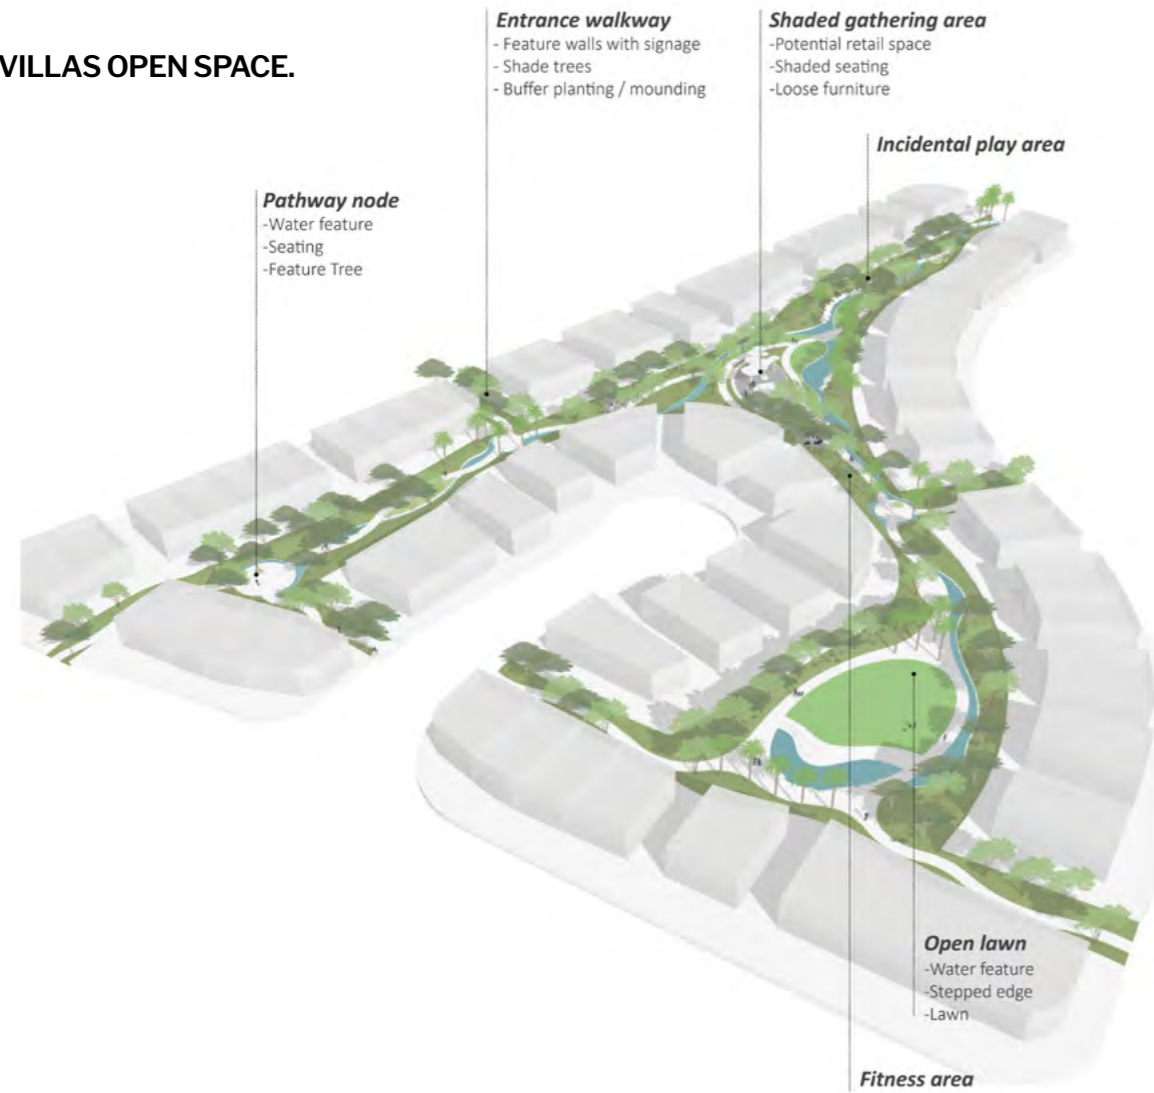 VILLAS OPEN SPACE.
Entrance walkway
- Feature walls with signage
- Shade trees
- Buffer planting / mounding
Shaded gathering area
-Potential retail space
-Shaded seating
-Loose furniture
Incidental play area
Pathway node
-Water feature
-Seating
-Feature Tree
Open lawn
-Water feature
-Stepped edge
-Lawn
Fitness area